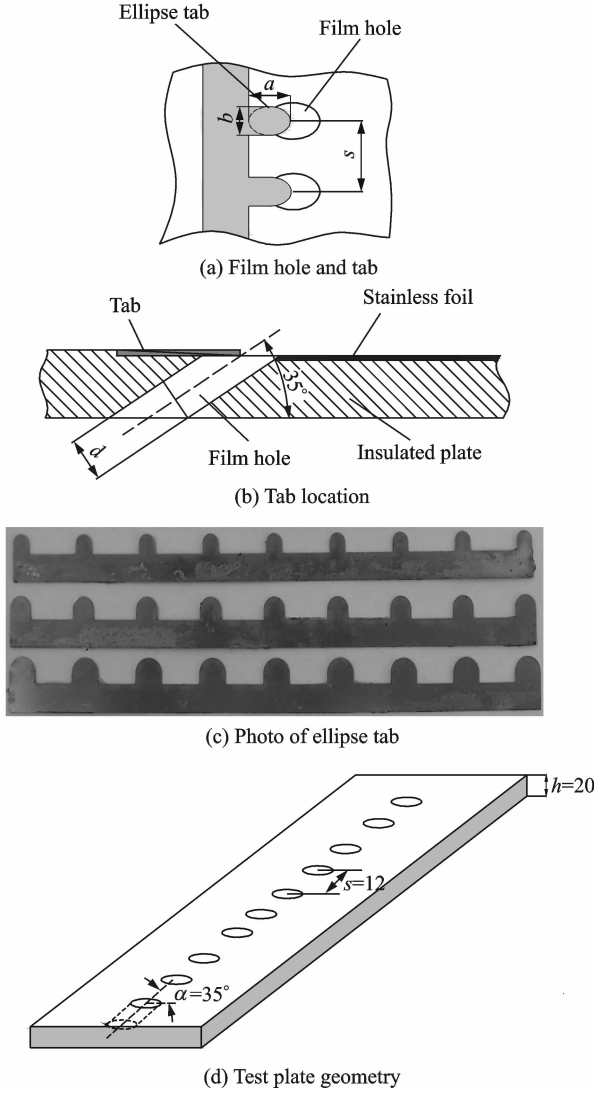 Ellipse tab
Film hole
a
b
s
(a) Film hole and tab
Tab
Stainless foil
35°
d
Film hole
Insulated plate
(b) Tab location
(c) Photo of ellipse tab
h=20
s=12
α=35°
(d) Test plate geometry